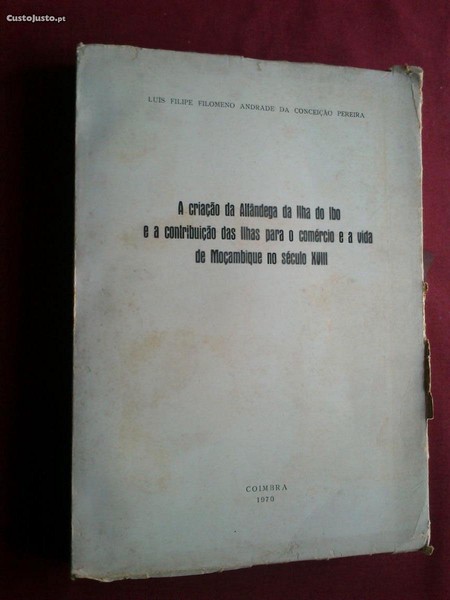 CustoJusto.pt
LUIS FILIPE FILOMENO ANDRADE DA CONCEIÇÃO PEREIRA
A criação da Alfândega da Ilha do Ibo
e a contribuição das Ilhas para o comércio e a vida
de Moçambique no século XVIII
COIMBRA
1970